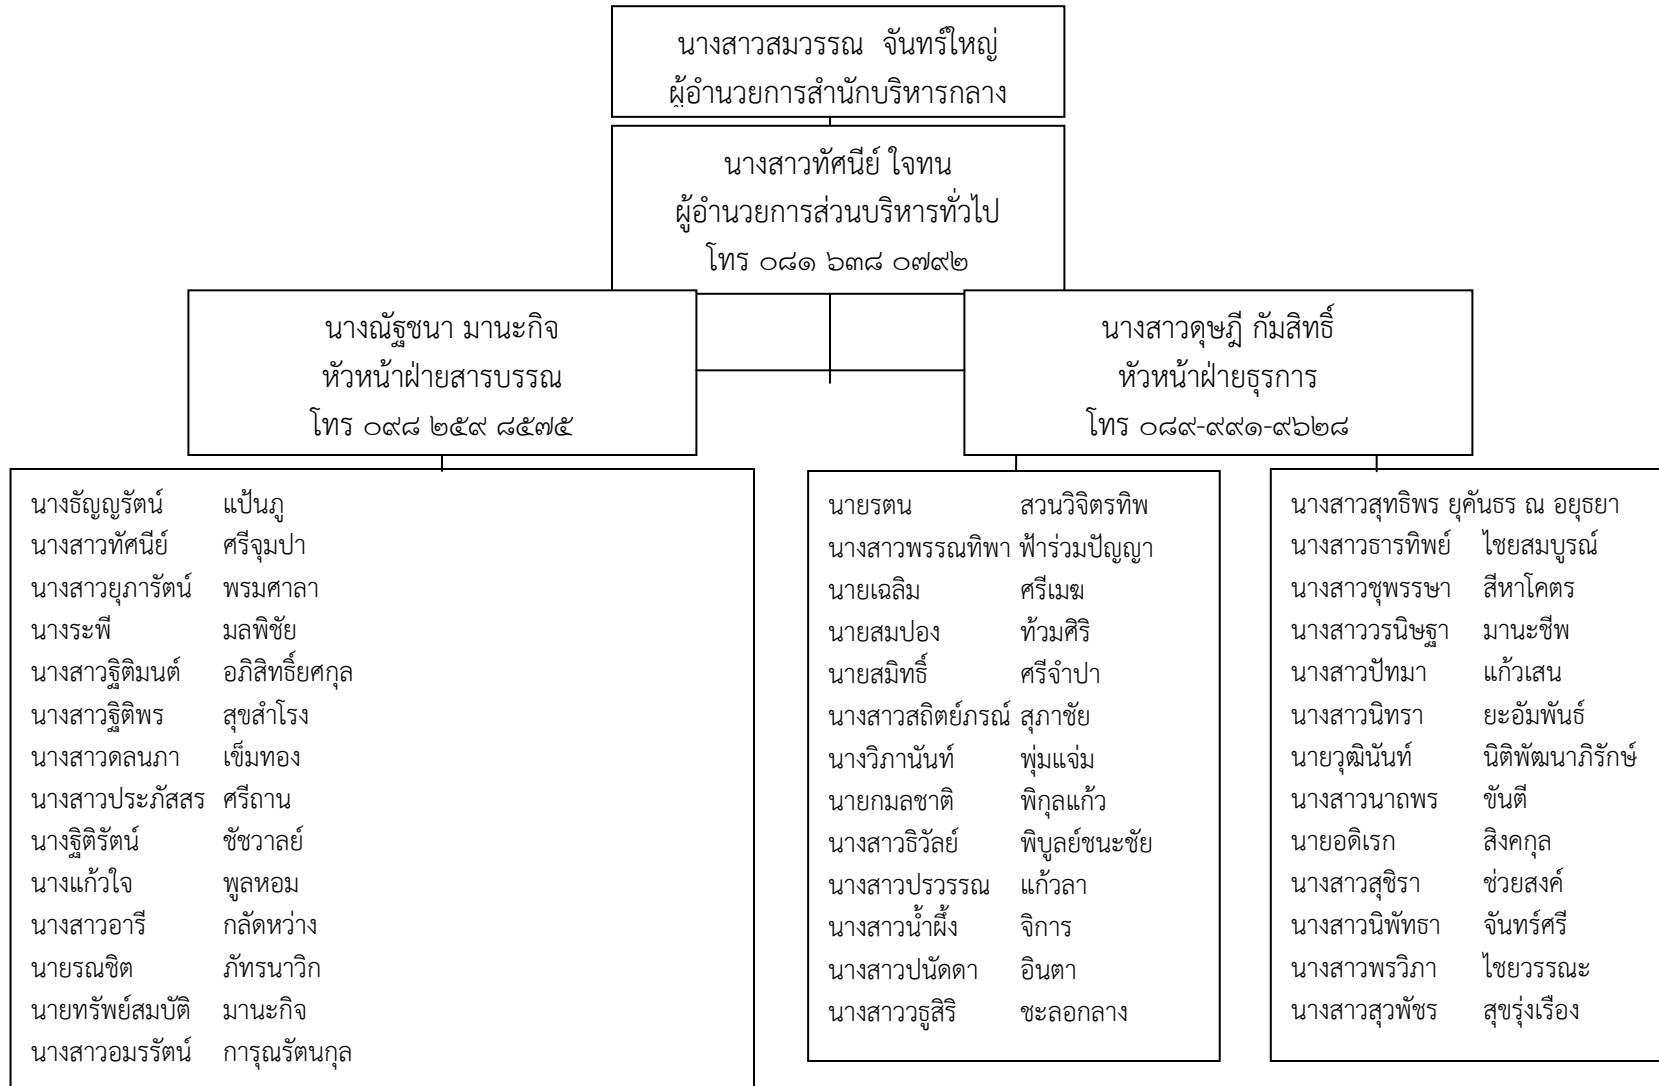 นางสาวสมวรรณ จันทร์ใหญ่
ผู้อำนวยการสำนักบริหารกลาง
นางสาวทัศนีย์ ใจทน
ผู้อำนวยการส่วนบริหารทั่วไป
โทร ๐๘๑ ๖๓๘ ๐๗๙๒
นางณัฐชนา มานะกิจ
หัวหน้าฝ่ายสารบรรณ
โทร ๐๙๘ ๒๕๙ ๘๕๗๕
นางสาวดุษฎี กัมสิทธิ์
หัวหน้าฝ่ายธุรการ
โทร ๐๘๙-๙๙๑-๙๖๒๘
นางธัญญรัตน์ แป้นภู
นางสาวทัศนีย์ ศรีจุมปา
นางสาวยุภารัตน์ พรมศาลา
นางระพี มลพิชัย
นางสาวฐิติมนต์ อภิสิทธิ์ยศกุล
นางสาวฐิติพร สุขสำโรง
นางสาวดลนภา เข็มทอง
นางสาวประภัสสร ศรีถาน
นางฐิติรัตน์ ชัชวาลย์
นางแก้วใจ พูลหอม
นางสาวอารี กลัดหว่าง
นายรณชิต ภัทรนาวิก
นายทรัพย์สมบัติ มานะกิจ
นางสาวอมรรัตน์ การุณรัตนกุล
นายรตน สวนวิจิตรทิพ
นางสาวพรรณทิพา ฟ้าร่วมปัญญา
นายเฉลิม ศรีเมฆ
นายสมปอง ท้วมศิริ
นายสมิทธิ์ ศรีจำปา
นางสาวสถิตย์ภรณ์ สุภาชัย
นางวิภานันท์ พุ่มแจ่ม
นายกมลชาติ พิกุลแก้ว
นางสาวธิวัลย์ พิบูลย์ชนะชัย
นางสาวปรวรรณ แก้วลา
นางสาวน้ำผึ้ง จิการ
นางสาวปนัดดา อินตา
นางสาววธูสิริ ชะลอกลาง
นางสาวสุทธิพร ยุคันธร ณ อยุธยา
นางสาวธารทิพย์ ไชยสมบูรณ์
นางสาวชุพรรษา สีหาโคตร
นางสาววรนิษฐา มานะชีพ
นางสาวปัทมา แก้วเสน
นางสาวนิทรา ยะอัมพันธ์
นายวุฒินันท์ นิติพัฒนาภิรักษ์
นางสาวนาถพร ขันตี
นายอดิเรก สิงคกุล
นางสาวสุชิรา ช่วยสงค์
นางสาวนิพัทธา จันทร์ศรี
นางสาวพรวิภา ไชยวรรณะ
นางสาวสุวพัชร สุขรุ่งเรือง